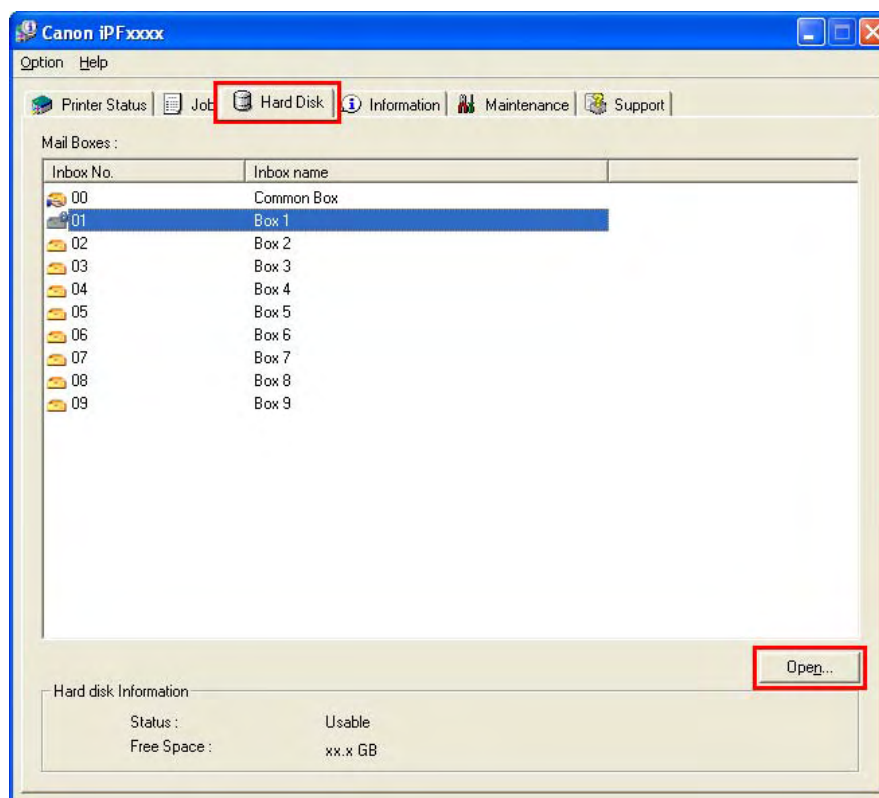 Canon iPFxxxx
Option Help
Printer Status Job Hard Disk Information Maintenance Support
Mail Boxes :
Inbox No. Inbox name
00 Common Box
01 Box 1
02 Box 2
03 Box 3
04 Box 4
05 Box 5
06 Box 6
07 Box 7
08 Box 8
09 Box 9
Open...
Hard disk Information
Status : Usable
Free Space : xx.x GB